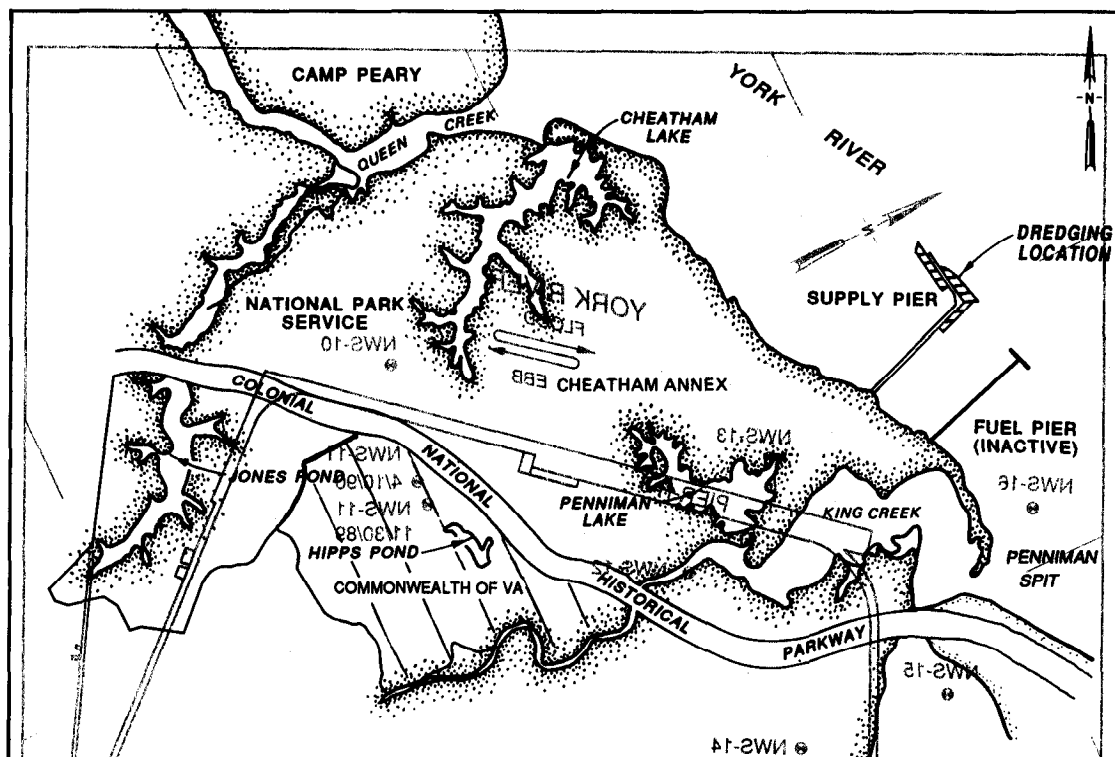 CAMP PEARY
YORK
RIVER
N
QUEEN CREEK
CHEATHAM
LAKE
DREDGING
LOCATION
SUPPLY PIER
NATIONAL PARK
SERVICE
YORK RIVER
FLOOD
EBB
NWS-10
CHEATHAM ANNEX
COLONIAL NATIONAL HISTORICAL PARKWAY
FUEL PIER
(INACTIVE)
NWS-13
NWS-16
JONES POND
NWS-11
4/10/90
NWS-11
11/30/89
PENNIMAN
LAKE
PIER
KING CREEK
HIPPS POND
COMMONWEALTH OF VA
PENNIMAN
SPIT
NWS-15
NWS-14